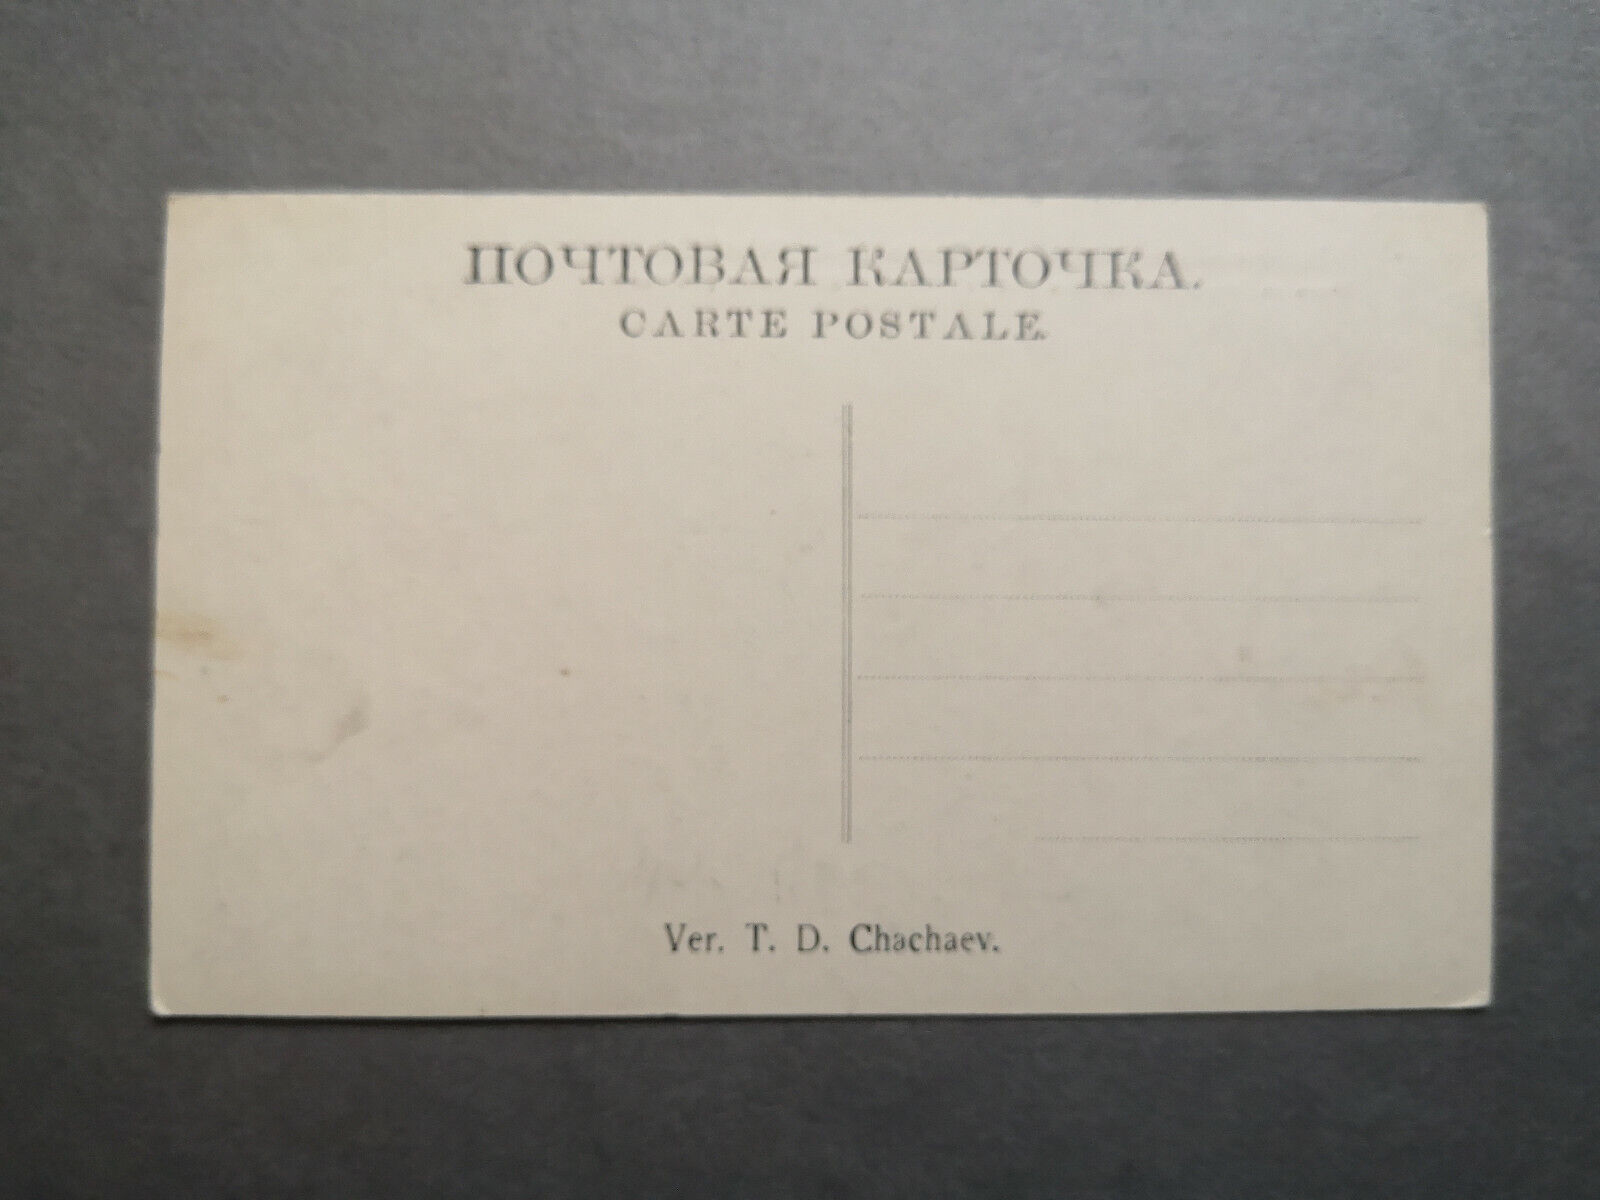 ПОЧТОВАЯ КАРТОЧКА.
CARTE POSTALE.
Ver. T. D. Chachaev.